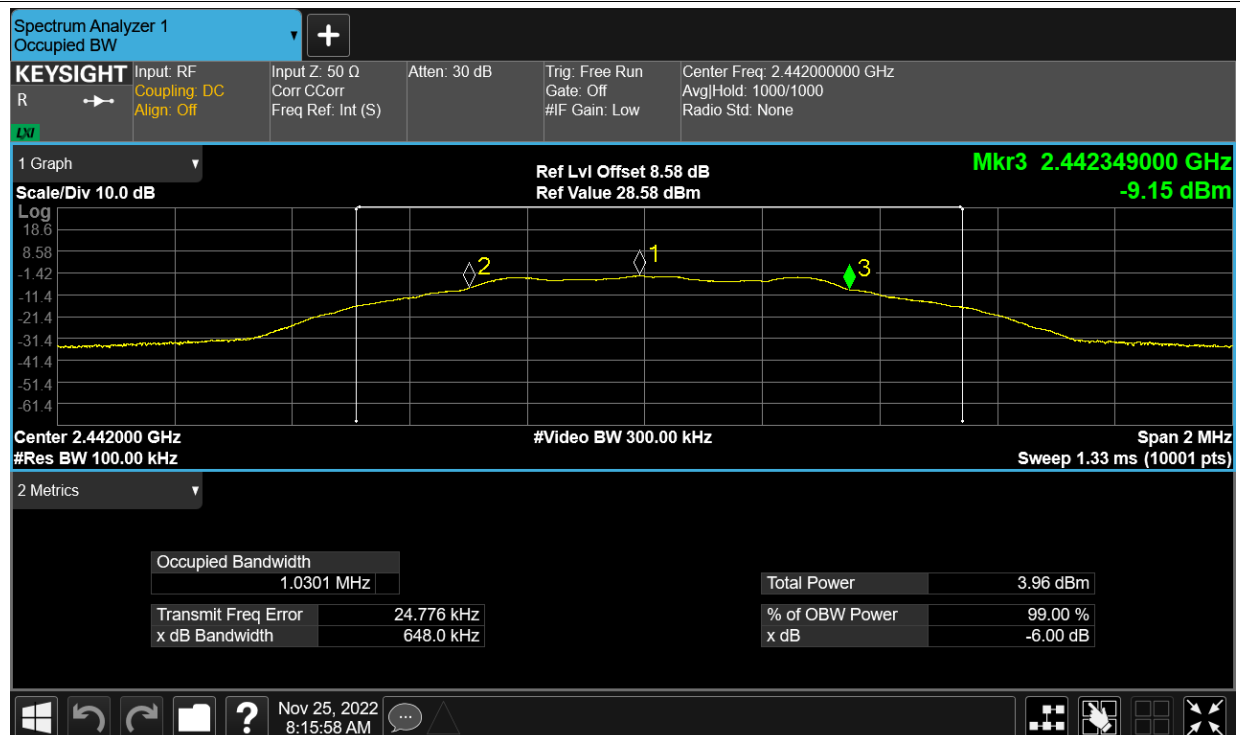 Spectrum Analyzer 1
Occupied BW
KEYSIGHT
R
LXI
Input: RF
Coupling: DC
Align: Off
Input Z: 50 Ω
Corr CCorr
Freq Ref: Int (S)
Atten: 30 dB
Trig: Free Run
Gate: Off
#IF Gain: Low
Center Freq: 2.442000000 GHz
Avg|Hold: 1000/1000
Radio Std: None
1 Graph
Scale/Div 10.0 dB
Ref Lvl Offset 8.58 dB
Ref Value 28.58 dBm
Mkr3 2.442349000 GHz
-9.15 dBm
Log
18.6
8.58
-1.42
-11.4
-21.4
-31.4
-41.4
-51.4
-61.4
2
1
3
Center 2.442000 GHz
#Video BW 300.00 kHz
Span 2 MHz
#Res BW 100.00 kHz
Sweep 1.33 ms (10001 pts)
2 Metrics
Occupied Bandwidth
1.0301 MHz
Total Power 3.96 dBm
Transmit Freq Error 24.776 kHz
% of OBW Power 99.00 %
x dB Bandwidth 648.0 kHz
x dB -6.00 dB
?
Nov 25, 2022
8:15:58 AM